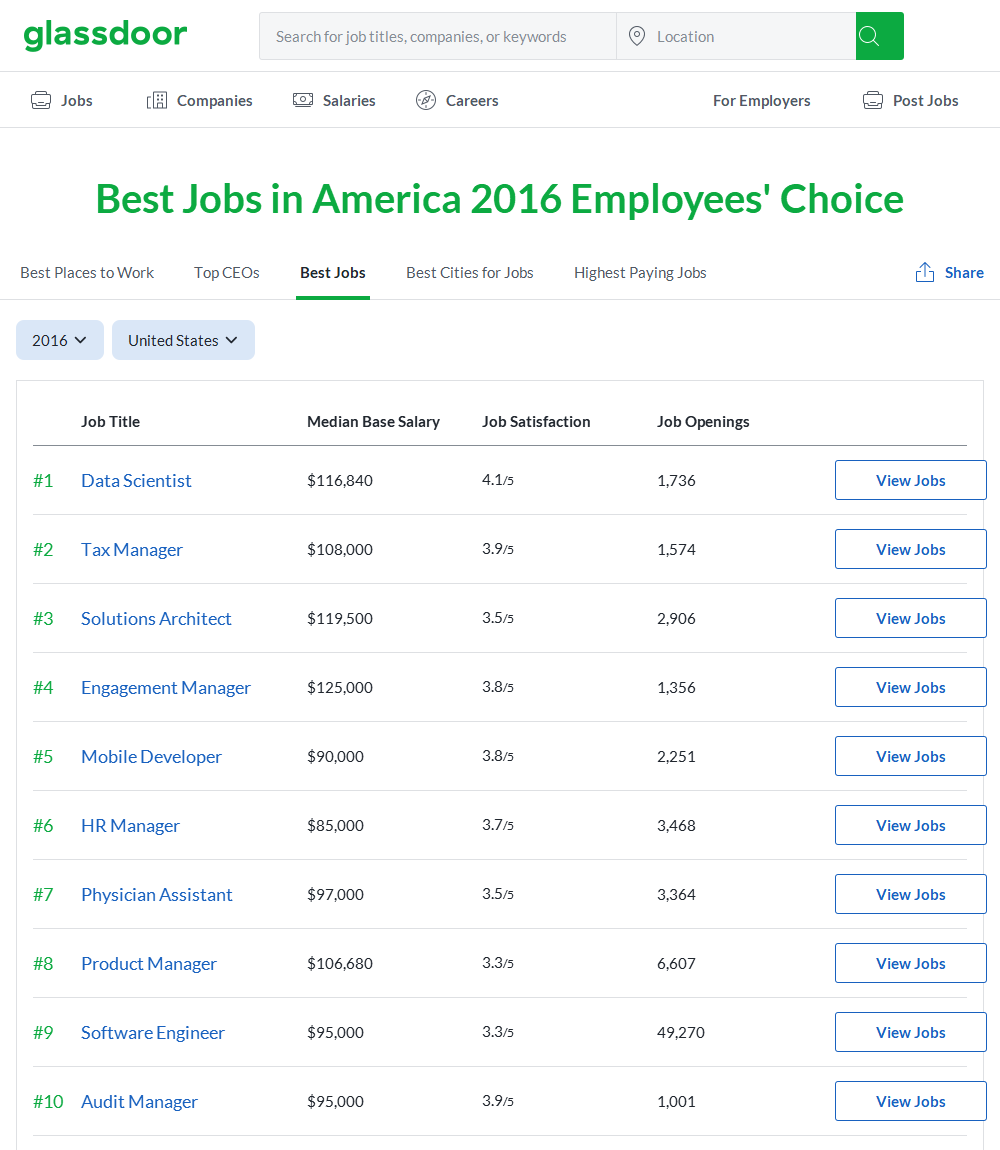 glassdoor
Search for job titles, companies, or keywords Location
Jobs Companies Salaries Careers For Employers Post Jobs
Best Jobs in America 2016 Employees' Choice
Best Places to Work Top CEOs Best Jobs Best Cities for Jobs Highest Paying Jobs Share
2016 United States
Job Title Median Base Salary Job Satisfaction Job Openings
#1 Data Scientist $116,840 4.1/5 1,736 View Jobs
#2 Tax Manager $108,000 3.9/5 1,574 View Jobs
#3 Solutions Architect $119,500 3.5/5 2,906 View Jobs
#4 Engagement Manager $125,000 3.8/5 1,356 View Jobs
#5 Mobile Developer $90,000 3.8/5 2,251 View Jobs
#6 HR Manager $85,000 3.7/5 3,468 View Jobs
#7 Physician Assistant $97,000 3.5/5 3,364 View Jobs
#8 Product Manager $106,680 3.3/5 6,607 View Jobs
#9 Software Engineer $95,000 3.3/5 49,270 View Jobs
#10 Audit Manager $95,000 3.9/5 1,001 View Jobs